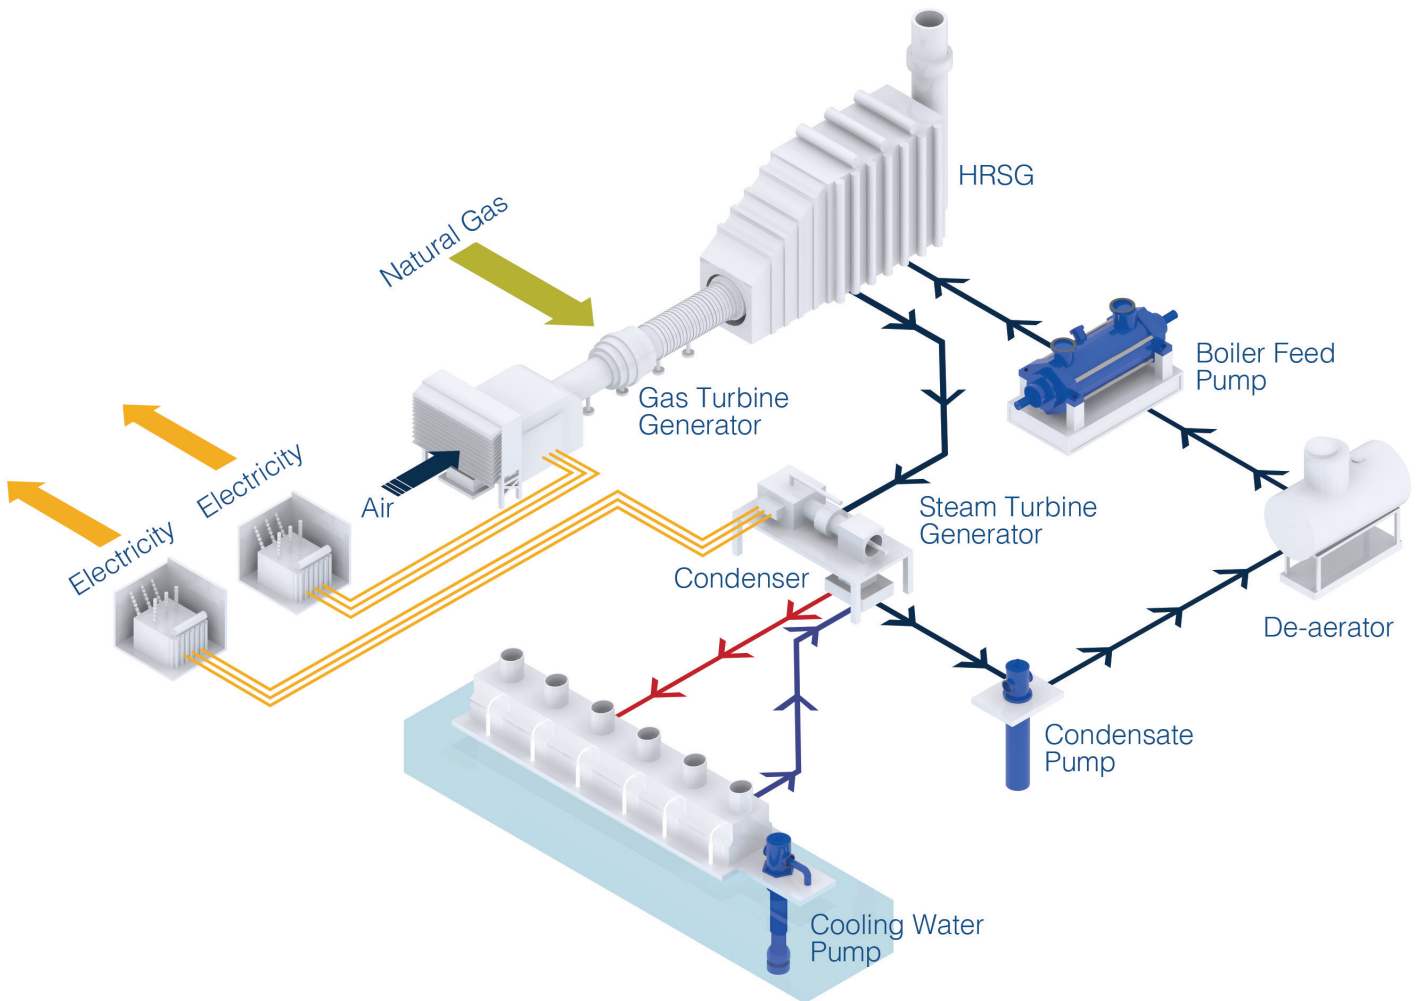 HRSG
Natural Gas
Boiler Feed
Pump
Gas Turbine
Generator
Electricity
Air
Steam Turbine
Generator
Electricity
Condenser
De-aerator
Condensate
Pump
Cooling Water
Pump